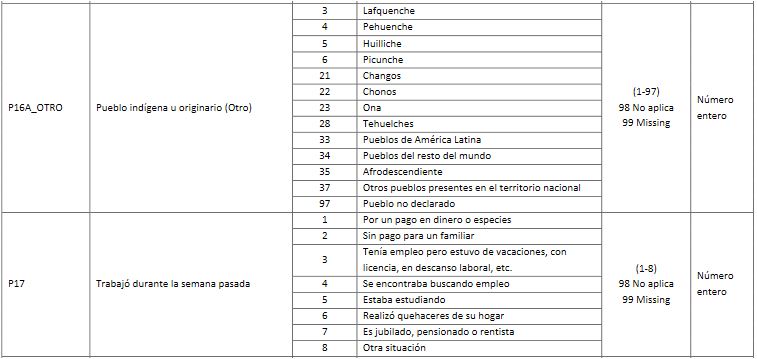 3 Lafquenche
4 Pehuenche
5 Huilliche
6 Picunche
21 Changos
22 Chonos
P16A_OTRO Pueblo indígena u originario (Otro) 23 Ona (1-97) 98 No aplica 99 Missing Número entero
28 Tehuelches
33 Pueblos de América Latina
34 Pueblos del resto del mundo
35 Afrodescendiente
37 Otros pueblos presentes en el territorio nacional
97 Pueblo no declarado
1 Por un pago en dinero o especies
2 Sin pago para un familiar
3 Tenía empleo pero estuvo de vacaciones, con
licencia, en descanso laboral, etc.
P17 Trabajó durante la semana pasada 4 Se encontraba buscando empleo (1-8) 98 No aplica 99 Missing Número entero
5 Estaba estudiando
6 Realizó quehaceres de su hogar
7 Es jubilado, pensionado o rentista
8 Otra situación